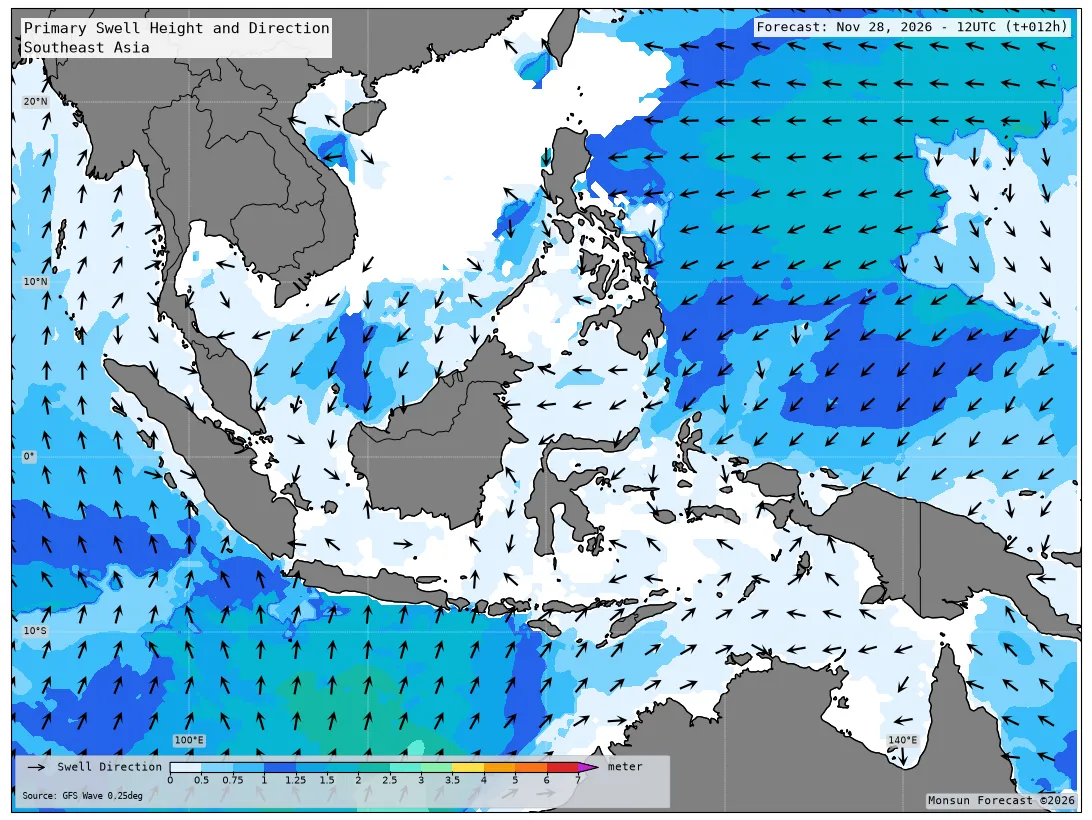 Primary Swell Height and Direction
Southeast Asia
Forecast: Nov 28, 2026 - 12UTC (t+012h)
20°N
10°N
0°
10°S
100°E
140°E
Swell Direction
meter
0 0.5 0.75 1 1.25 1.5 2 2.5 3 3.5 4 5 6 7
Source: GFS Wave 0.25deg
Monsun Forecast ©2026